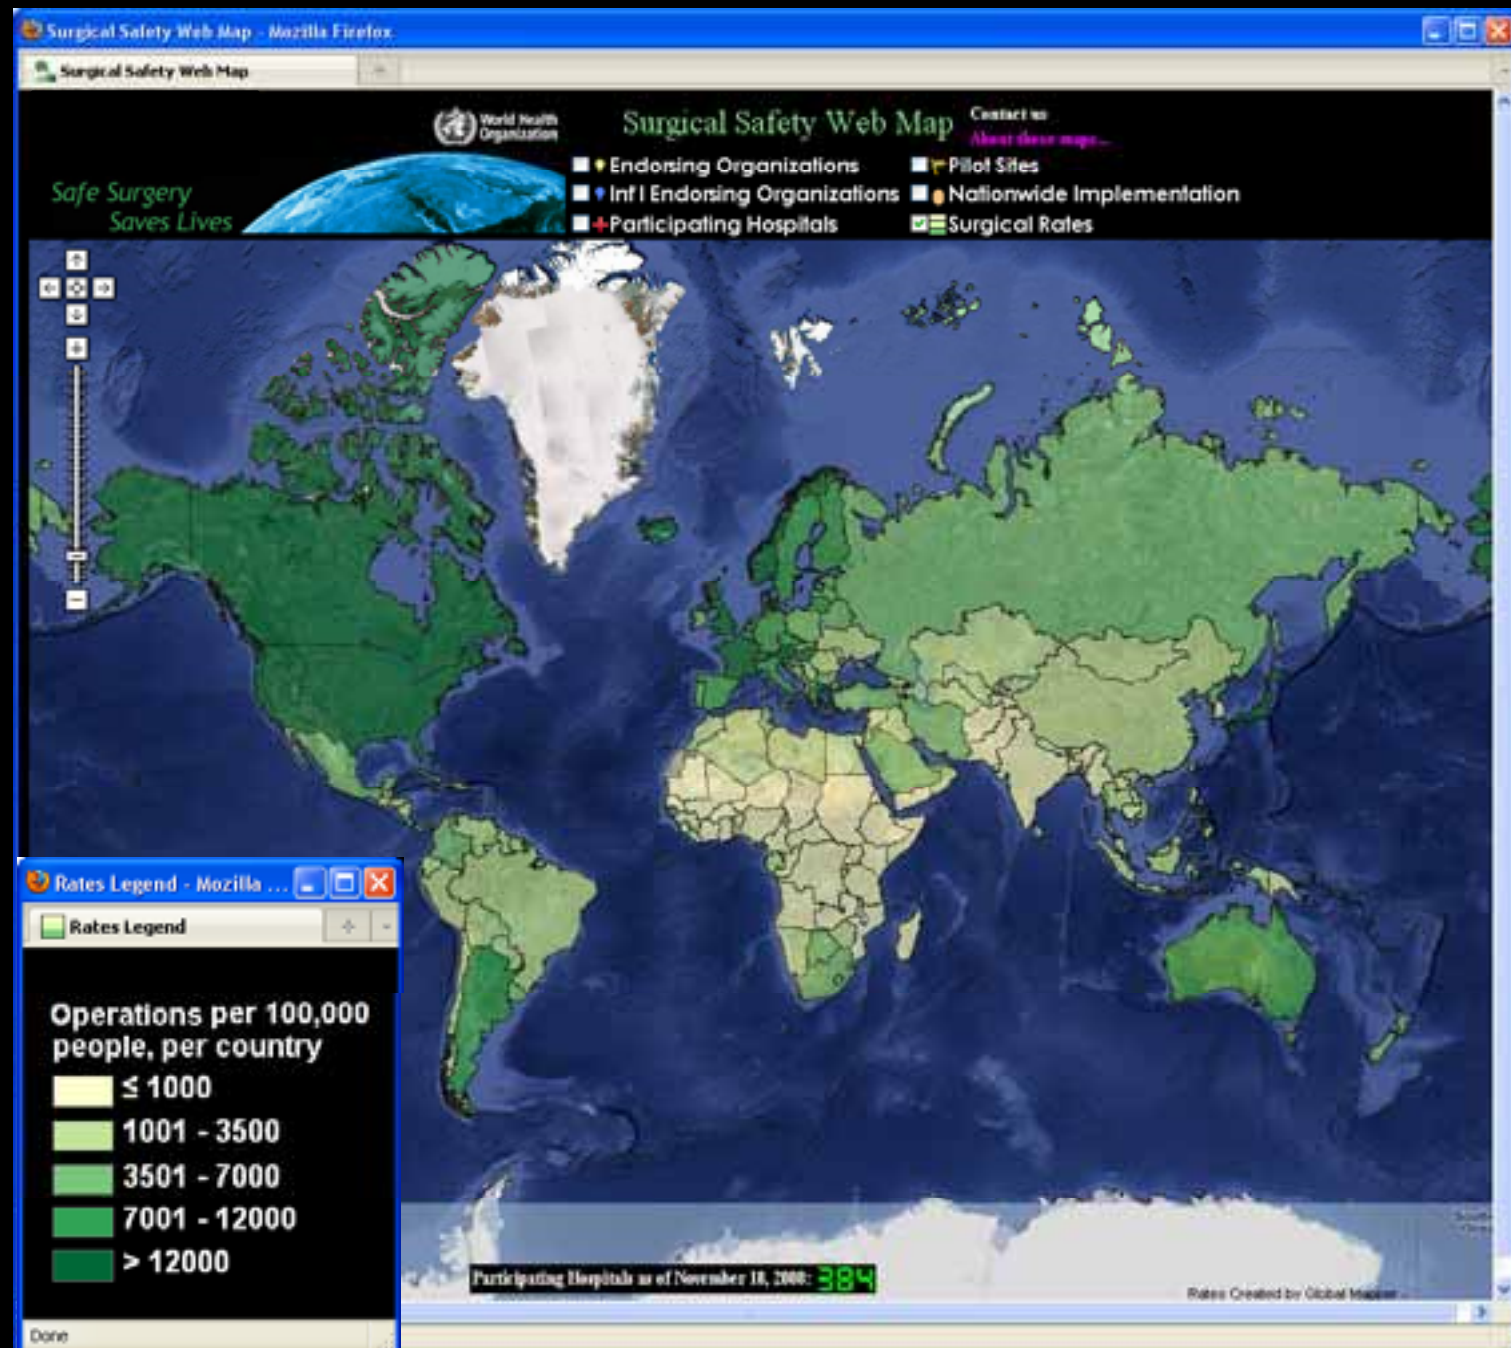 Surgical Safety Web Map - Mozilla Firefox
Surgical Safety Web Map
World Health
Organization
Surgical Safety Web Map
Contact us
About these maps...
Safe Surgery
Saves Lives
Endorsing Organizations
Int'l Endorsing Organizations
Participating Hospitals
Pilot Sites
Nationwide Implementation
Surgical Rates
Rates Legend - Mozilla ...
Rates Legend
Operations per 100,000
people, per country
≤ 1000
1001 - 3500
3501 - 7000
7001 - 12000
> 12000
Done
Participating Hospitals as of November 18, 2008: 384
Rates Created by Global Mapper